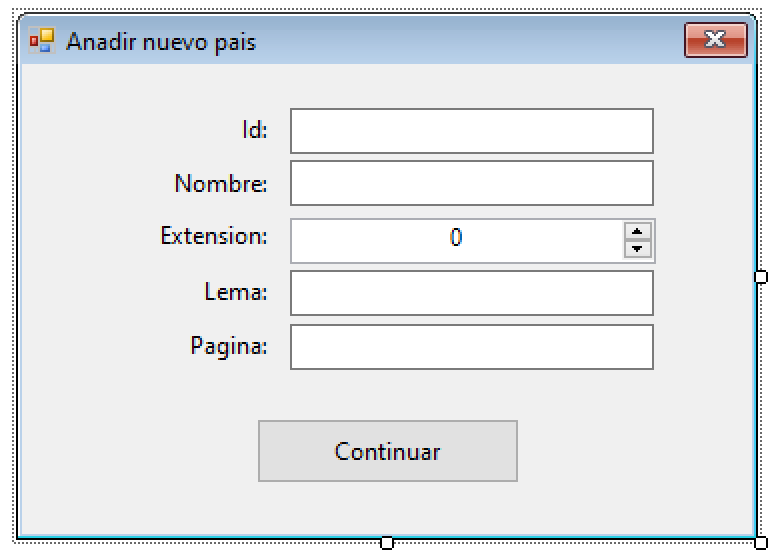 Anadir nuevo pais
Id:
Nombre:
Extension: 0
Lema:
Pagina:
Continuar